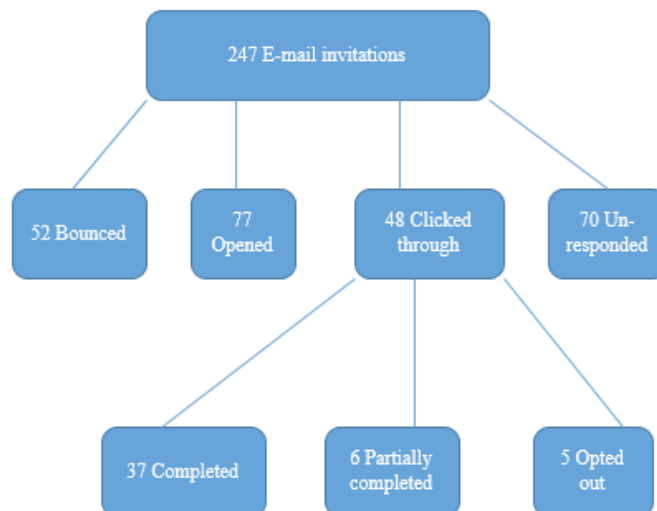 247 E-mail invitations
52 Bounced
77
Opened
48 Clicked
through
70 Un-
responded
37 Completed
6 Partially
completed
5 Opted
out